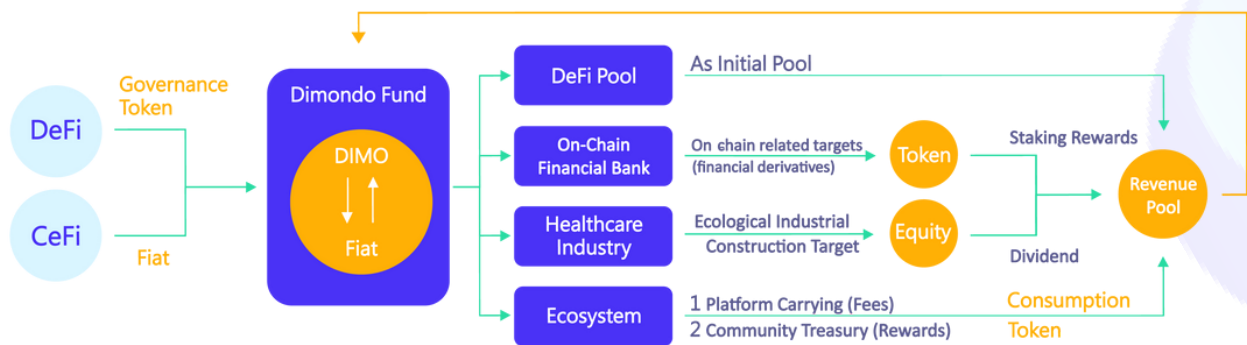 DeFi
CeFi
Governance
Token
Fiat
Dimondo Fund
DIMO
Fiat
DeFi Pool
As Initial Pool
On-Chain
Financial Bank
On chain related targets
(financial derivatives)
Token
Staking Rewards
Healthcare
Industry
Ecological Industrial
Construction Target
Equity
Dividend
Revenue
Pool
Ecosystem
1 Platform Carrying (Fees)
2 Community Treasury (Rewards)
Consumption
Token